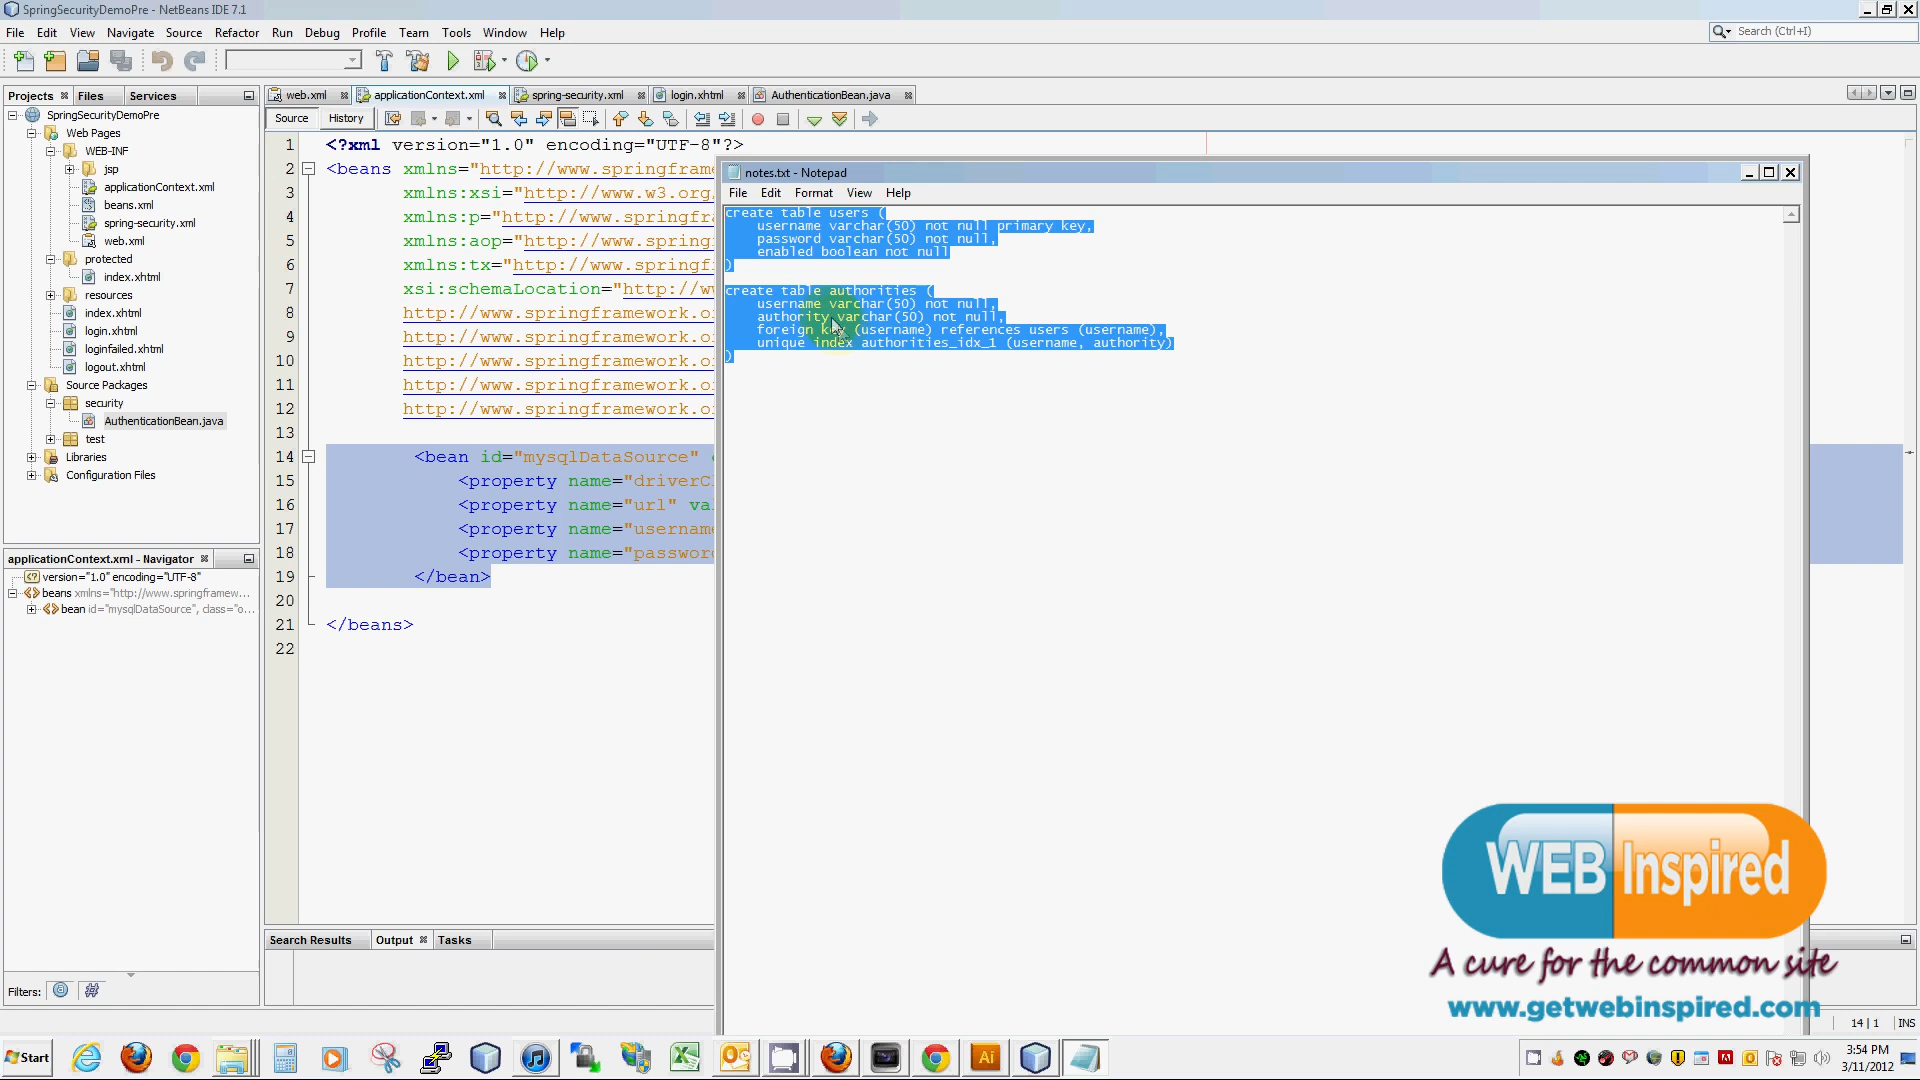 SpringSecurityDemoPre - NetBeans IDE 7.1
File Edit View Navigate Source Refactor Run Debug Profile Team Tools Window Help
Search (Ctrl+I)
Projects Files Services
web.xml applicationContext.xml spring-security.xml login.xhtml AuthenticationBean.java
Source History
SpringSecurityDemoPre
Web Pages
WEB-INF
jsp
applicationContext.xml
beans.xml
spring-security.xml
web.xml
protected
index.xhtml
resources
index.xhtml
login.xhtml
loginfailed.xhtml
logout.xhtml
Source Packages
security
AuthenticationBean.java
test
Libraries
Configuration Files
applicationContext.xml - Navigator
version="1.0" encoding="UTF-8"
beans xmlns="http://www.springframew...
bean id="mysqlDataSource", class="o...
Filters:
1 <?xml version="1.0" encoding="UTF-8"?>
2 <beans xmlns="http://www.springframe
3 xmlns:xsi="http://www.w3.org/
4 xmlns:p="http://www.springfr
5 xmlns:aop="http://www.spring
6 xmlns:tx="http://www.springf
7 xsi:schemaLocation="http://ww
8 http://www.springframework.o
9 http://www.springframework.o
10 http://www.springframework.o
11 http://www.springframework.o
12 http://www.springframework.o
13
14 <bean id="mysqlDataSource"
15 <property name="driverC
16 <property name="url" va
17 <property name="username
18 <property name="password
19 </bean>
20
21 </beans>
22
notes.txt - Notepad
File Edit Format View Help
create table users (
username varchar(50) not null primary key,
password varchar(50) not null,
enabled boolean not null
)
create table authorities (
username varchar(50) not null,
authority varchar(50) not null,
foreign key (username) references users (username),
unique index authorities_idx_1 (username, authority)
)
Search Results Output Tasks
WEB Inspired
A cure for the common site
www.getwebinspired.com
14 | 1 INS
Start
Ai
3:54 PM
3/11/2012